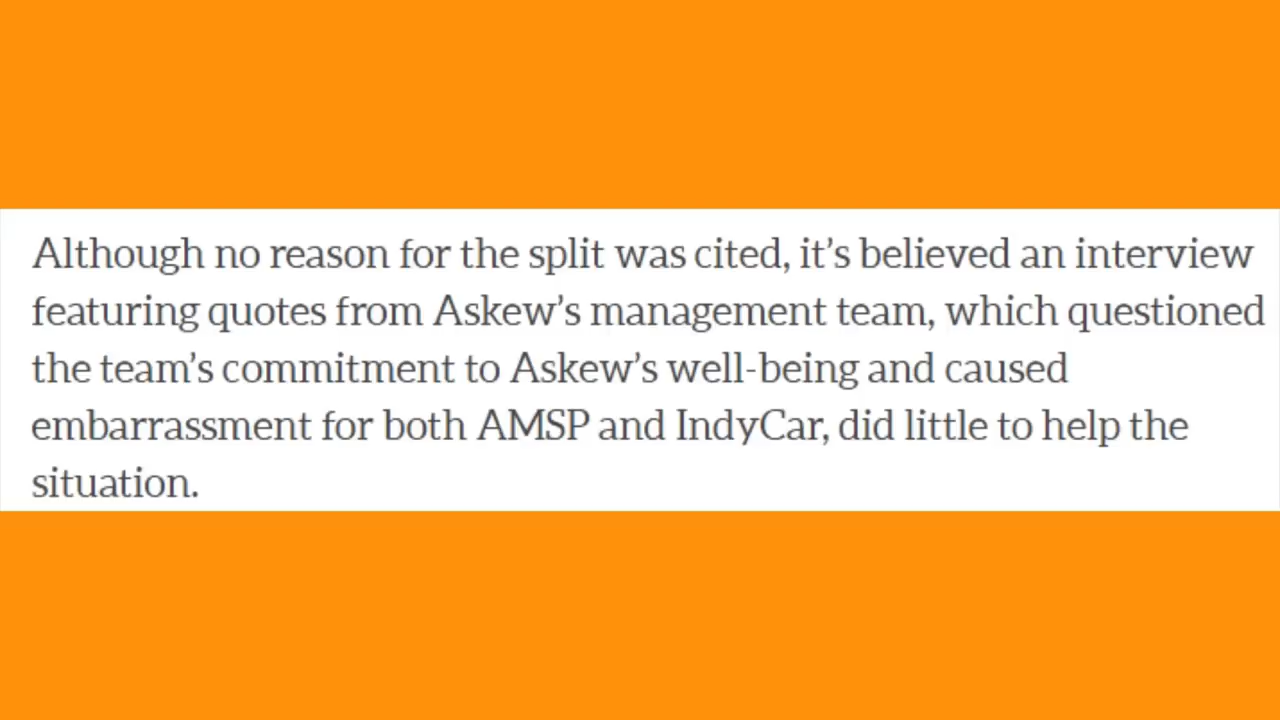 Although no reason for the split was cited, it’s believed an interview
featuring quotes from Askew’s management team, which questioned
the team’s commitment to Askew’s well-being and caused
embarrassment for both AMSP and IndyCar, did little to help the
situation.